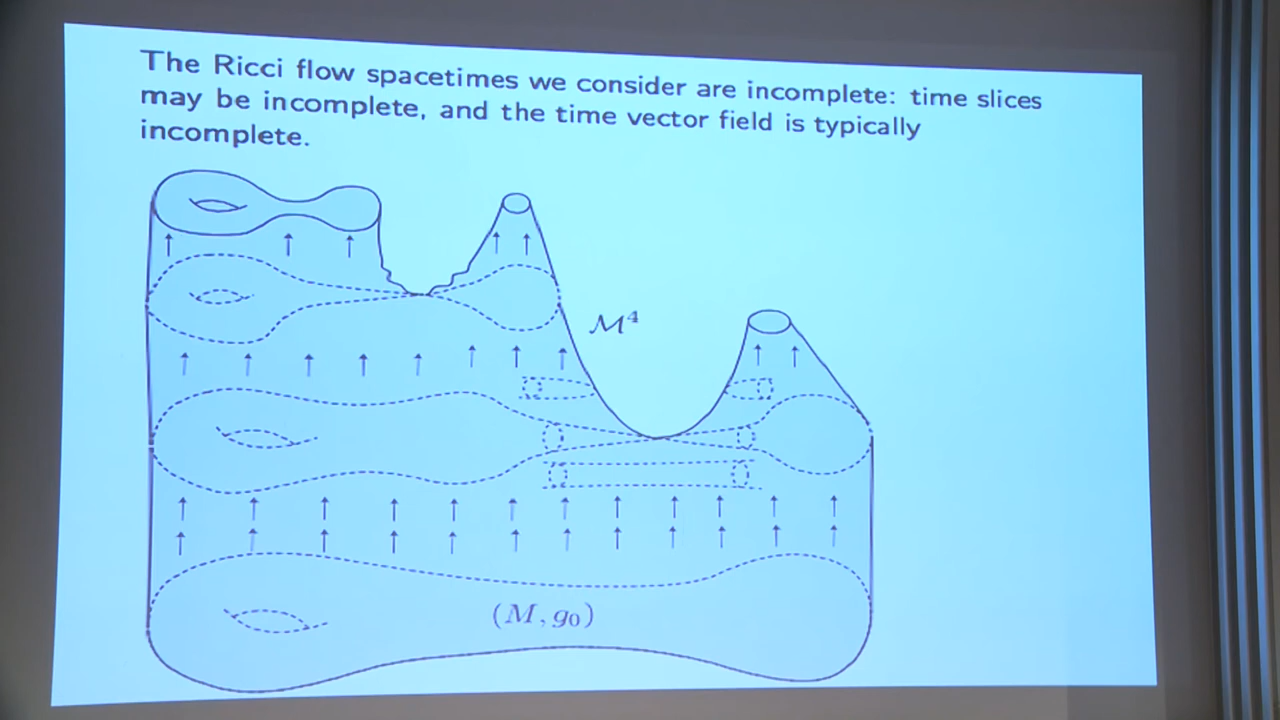 The Ricci flow spacetimes we consider are incomplete: time slices
may be incomplete, and the time vector field is typically
incomplete.
M⁴
(M, g₀)